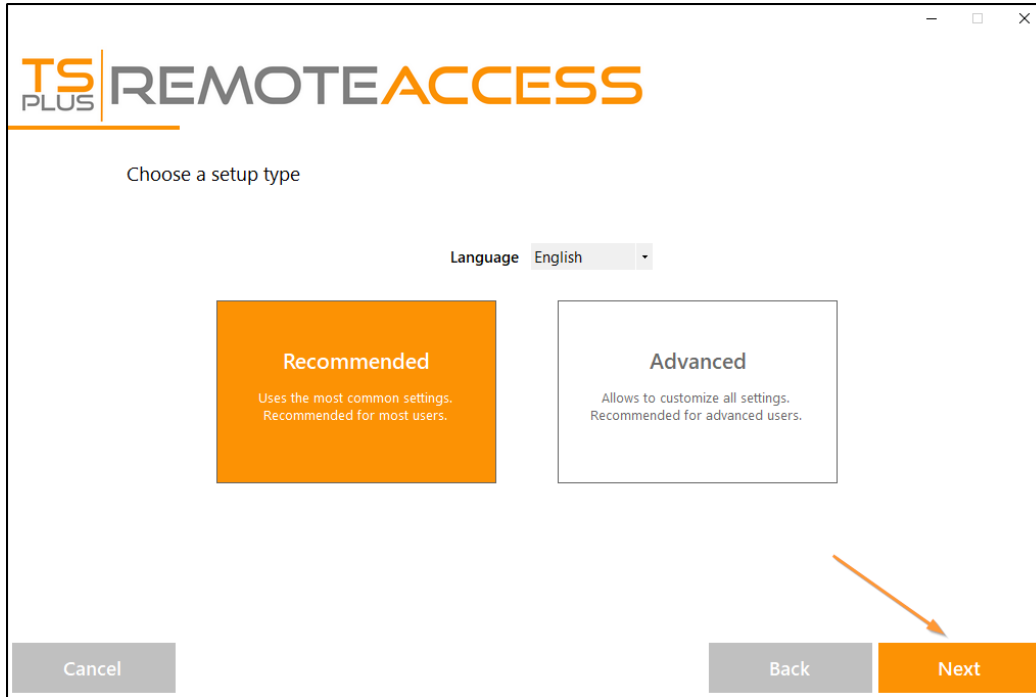 TS PLUS REMOTEACCESS
Choose a setup type
Language English
Recommended
Uses the most common settings.
Recommended for most users.
Advanced
Allows to customize all settings.
Recommended for advanced users.
Cancel
Back
Next